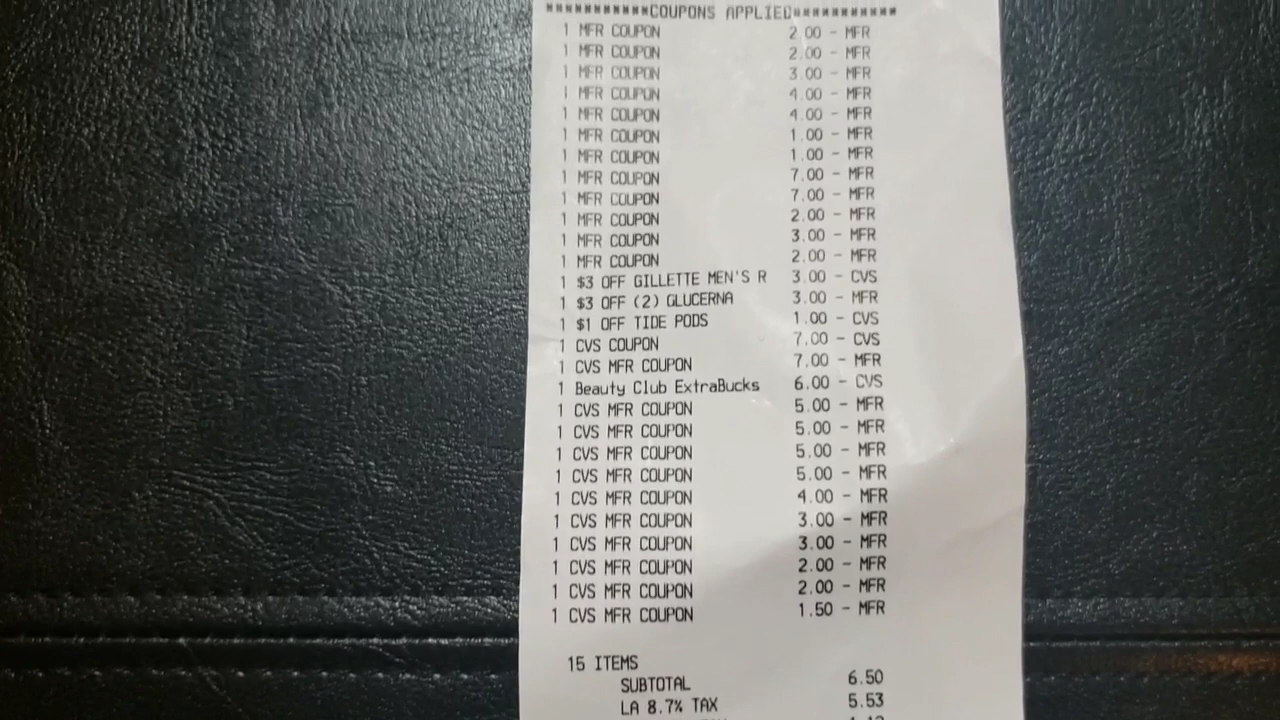 ###########COUPONS APPLIED###########
1 MFR COUPON 2.00 - MFR
1 MFR COUPON 2.00 - MFR
1 MFR COUPON 3.00 - MFR
1 MFR COUPON 4.00 - MFR
1 MFR COUPON 4.00 - MFR
1 MFR COUPON 1.00 - MFR
1 MFR COUPON 1.00 - MFR
1 MFR COUPON 7.00 - MFR
1 MFR COUPON 7.00 - MFR
1 MFR COUPON 2.00 - MFR
1 MFR COUPON 3.00 - MFR
1 MFR COUPON 2.00 - MFR
1 $3 OFF GILLETTE MEN'S R 3.00 - CVS
1 $3 OFF (2) GLUCERNA 3.00 - MFR
1 $1 OFF TIDE PODS 1.00 - CVS
1 CVS COUPON 7.00 - CVS
1 CVS MFR COUPON 7.00 - MFR
1 Beauty Club ExtraBucks 6.00 - CVS
1 CVS MFR COUPON 5.00 - MFR
1 CVS MFR COUPON 5.00 - MFR
1 CVS MFR COUPON 5.00 - MFR
1 CVS MFR COUPON 5.00 - MFR
1 CVS MFR COUPON 4.00 - MFR
1 CVS MFR COUPON 3.00 - MFR
1 CVS MFR COUPON 3.00 - MFR
1 CVS MFR COUPON 2.00 - MFR
1 CVS MFR COUPON 2.00 - MFR
1 CVS MFR COUPON 1.50 - MFR
15 ITEMS
SUBTOTAL 6.50
LA 8.7% TAX 5.53